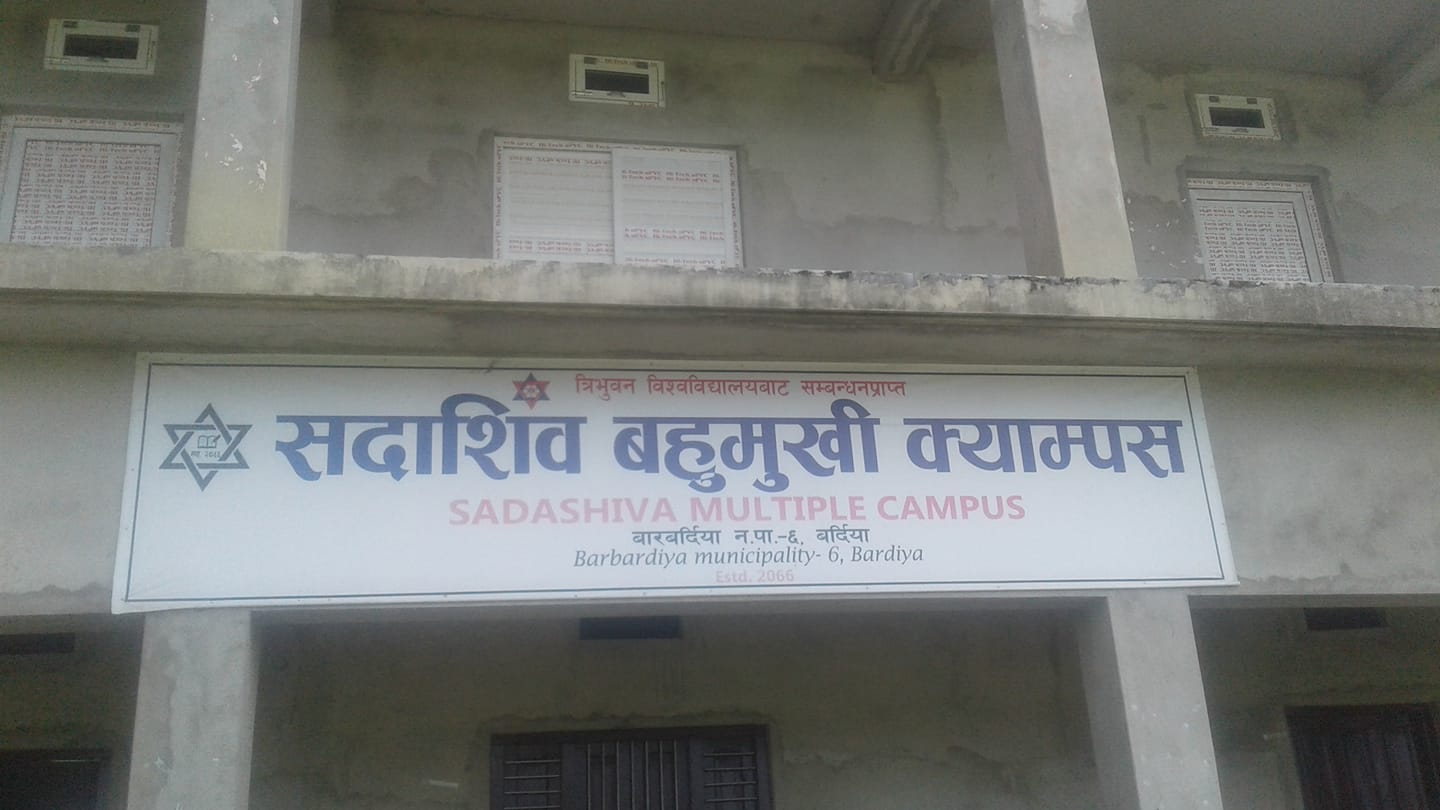 त्रिभुवन विश्वविद्यालयबाट सम्बन्धनप्राप्त
सदाशिव बहुमुखी क्याम्पस
SADASHIVA MULTIPLE CAMPUS
बारबर्दिया न.पा.-६, बर्दिया
Barbardiya municipality- 6, Bardiya
Estd. 2066